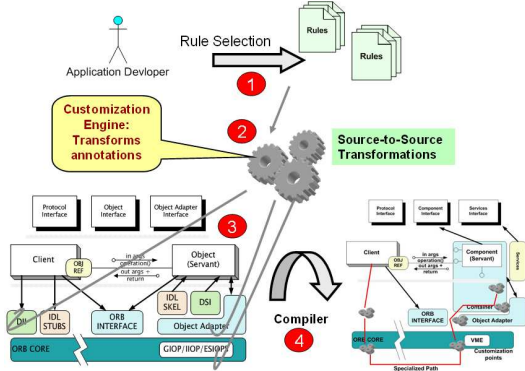 Application Devloper
Rule Selection
Rules
Rules
1
Customization
Engine:
Transforms
annotations
2
Source-to-Source
Transformations
3
Protocol
Interface
Object
Interface
Object Adapter
Interface
Client
OBJ
REF
in args
operation()
out args +
return
Object
(Servant)
DII
IDL
STUBS
ORB
INTERFACE
IDL
SKEL
DSI
Object Adapter
ORB CORE
GIOP/IIOP/ESIOPS
Compiler
4
Protocol
Interface
Component
Interface
Services
Interface
Client
OBJ
REF
in args
operation()
out args +
return
Component
(Servant)
Services
Container
ORB
INTERFACE
Object Adapter
ORB CORE
VME
Customization
points
Specialized Path